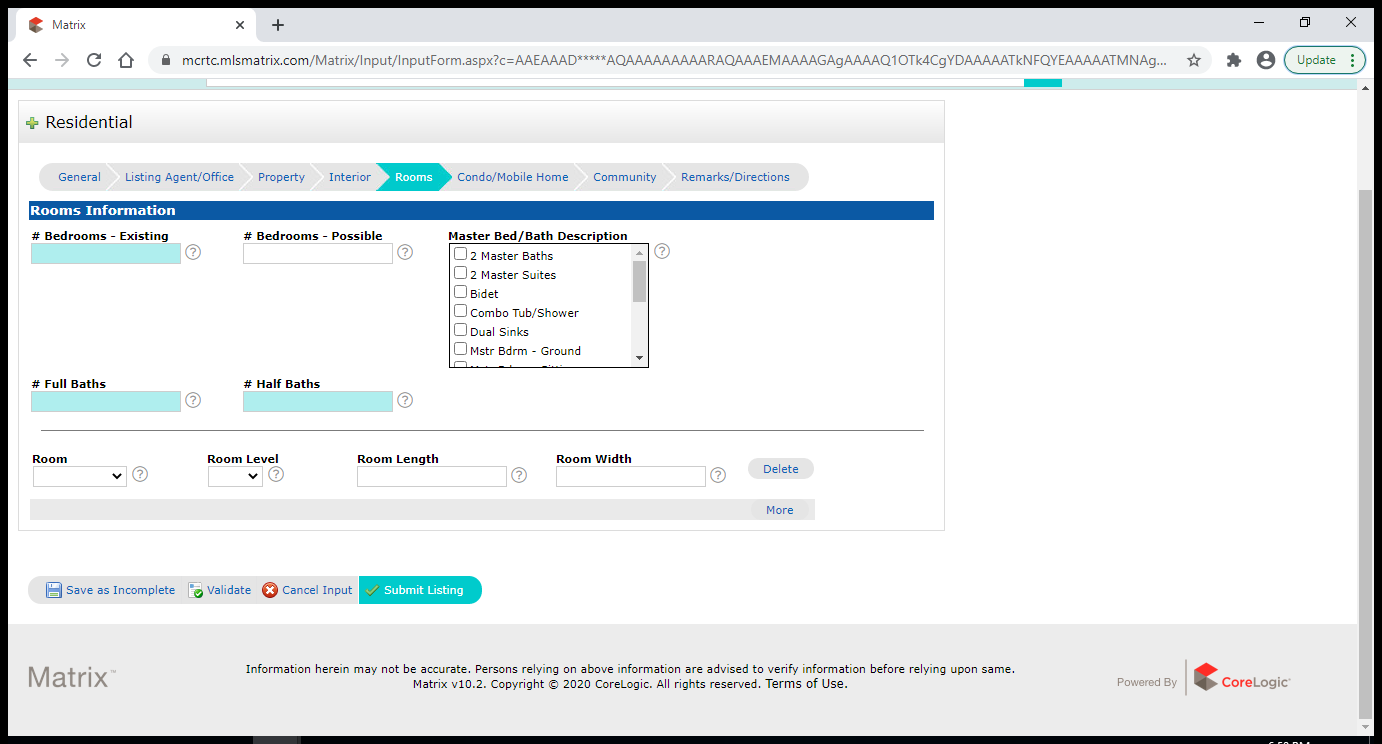 Matrix
mcrtc.mlsmatrix.com/Matrix/Input/InputForm.aspx?c=AAEAAAD*****AQAAAAAAAAARAQAAAEMAAAAGAgAAAAQ1OTk4CgYDAAAAATkNFQYEAAAAATMNAg...
Update
Residential
General Listing Agent/Office Property Interior Rooms Condo/Mobile Home Community Remarks/Directions
Rooms Information
# Bedrooms - Existing # Bedrooms - Possible Master Bed/Bath Description
2 Master Baths
2 Master Suites
Bidet
Combo Tub/Shower
Dual Sinks
Mstr Bdrm - Ground
# Full Baths # Half Baths
Room Room Level Room Length Room Width
Delete
More
Save as Incomplete Validate Cancel Input Submit Listing
Matrix™
Information herein may not be accurate. Persons relying on above information are advised to verify information before relying upon same.
Matrix v10.2. Copyright © 2020 CoreLogic. All rights reserved. Terms of Use.
Powered By CoreLogic®